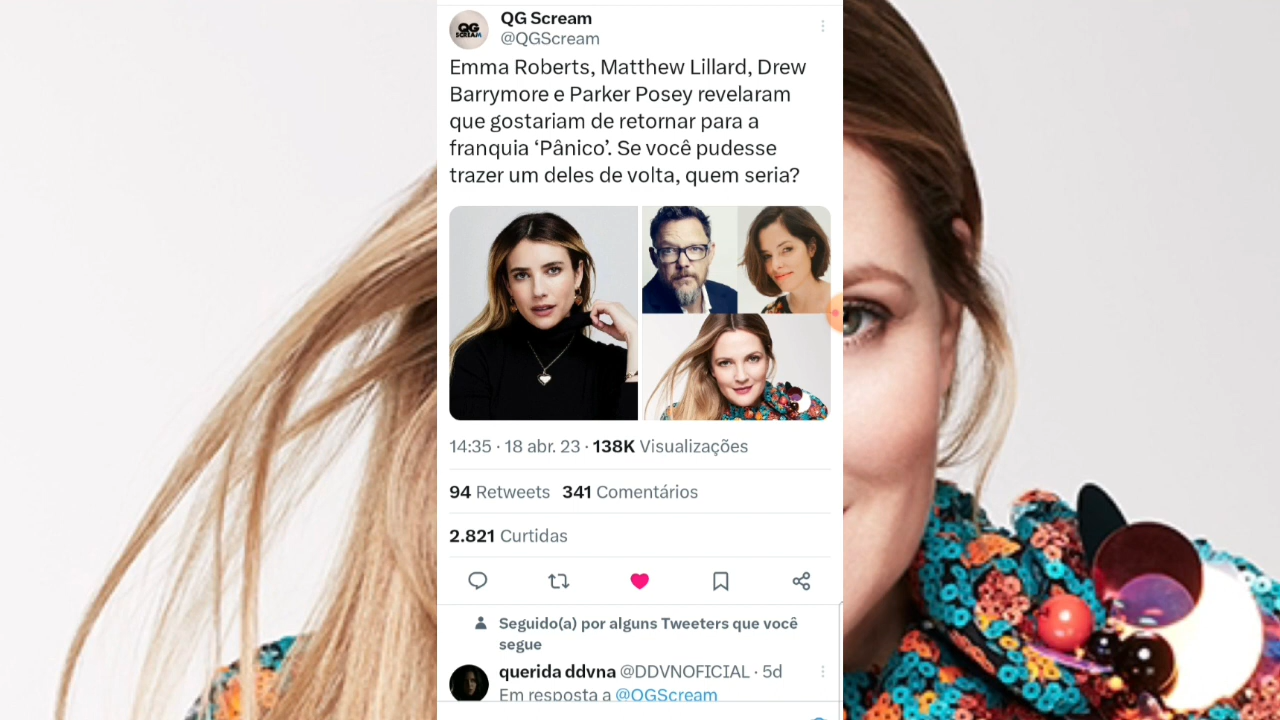 QG Scream
@QGScream
QG
SCREAM
Emma Roberts, Matthew Lillard, Drew
Barrymore e Parker Posey revelaram
que gostariam de retornar para a
franquia ‘Pânico’. Se você pudesse
trazer um deles de volta, quem seria?
14:35 · 18 abr. 23 · 138K Visualizações
94 Retweets 341 Comentários
2.821 Curtidas
Seguido(a) por alguns Tweeters que você
segue
querida ddvna @DDVNOFICIAL · 5d
Em resposta a @QGScream